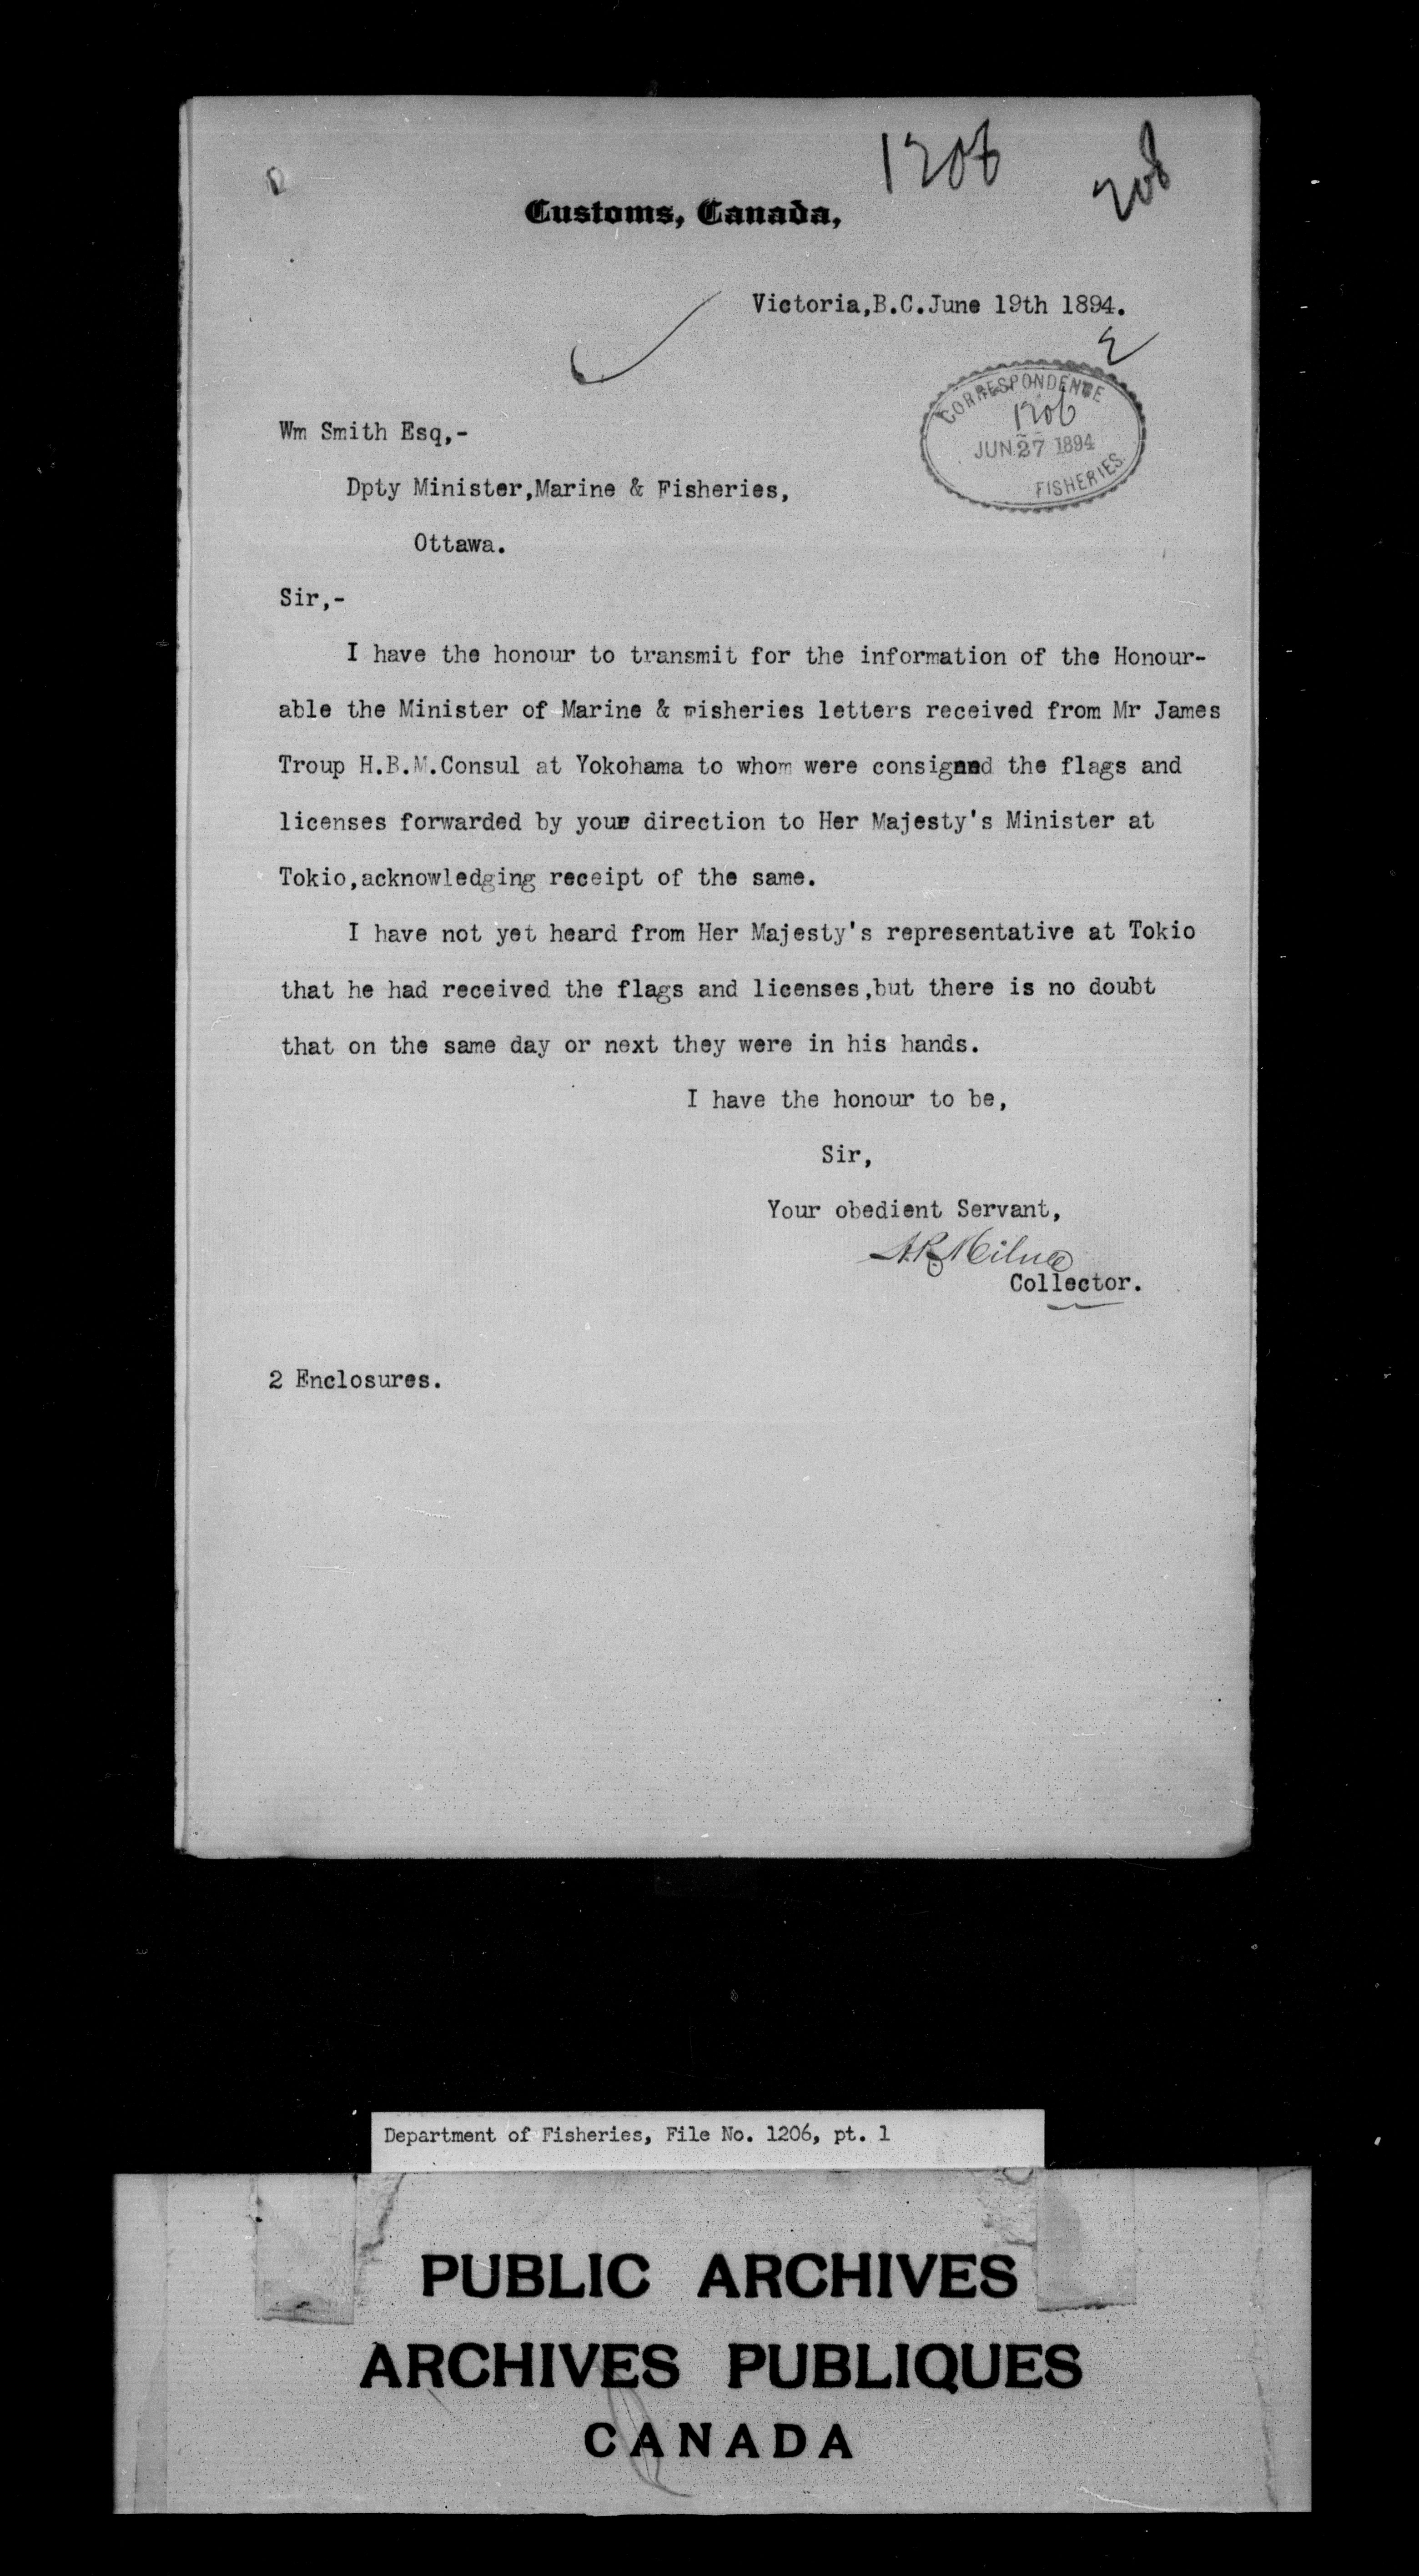 1206
208
Customs, Canada,
Victoria,B.C.June 19th 1894.
CORRESPONDENCE
1206
JUN 27 1894
FISHERIES.
Wm Smith Esq,-
Dpty Minister,Marine & Fisheries,
Ottawa.
Sir,-
I have the honour to transmit for the information of the Honour-
able the Minister of Marine & Fisheries letters received from Mr James
Troup H.B.M.Consul at Yokohama to whom were consigned the flags and
licenses forwarded by your direction to Her Majesty's Minister at
Tokio,acknowledging receipt of the same.
I have not yet heard from Her Majesty's representative at Tokio
that he had received the flags and licenses,but there is no doubt
that on the same day or next they were in his hands.
I have the honour to be,
Sir,
Your obedient Servant,
A.R. Milne
Collector.
2 Enclosures.
Department of Fisheries, File No. 1206, pt. 1
PUBLIC ARCHIVES
ARCHIVES PUBLIQUES
CANADA